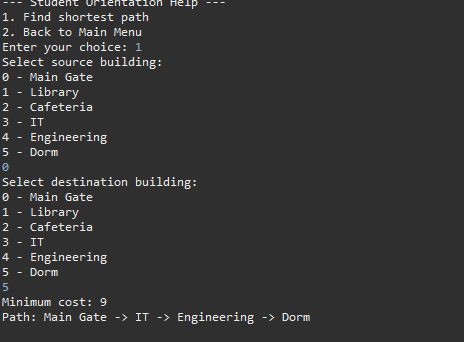 --- Student Orientation Help ---
1. Find shortest path
2. Back to Main Menu
Enter your choice: 1
Select source building:
0 - Main Gate
1 - Library
2 - Cafeteria
3 - IT
4 - Engineering
5 - Dorm
0
Select destination building:
0 - Main Gate
1 - Library
2 - Cafeteria
3 - IT
4 - Engineering
5 - Dorm
5
Minimum cost: 9
Path: Main Gate -> IT -> Engineering -> Dorm